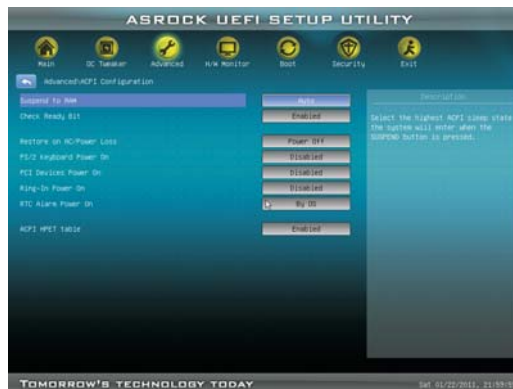 ASROCK UEFI SETUP UTILITY
Main OC Tweaker Advanced H/W Monitor Boot Security Exit
Advanced\ACPI Configuration
Suspend to RAM Auto
Check Ready Bit Enabled
Restore on AC/Power Loss Power Off
PS/2 Keyboard Power On Disabled
PCI Devices Power On Disabled
Ring-In Power On Disabled
RTC Alarm Power On By OS
ACPI HPET table Enabled
Description
Select the highest ACPI sleep state
the system will enter when the
SUSPEND button is pressed.
TOMORROW'S TECHNOLOGY TODAY
Sat 01/22/2011,